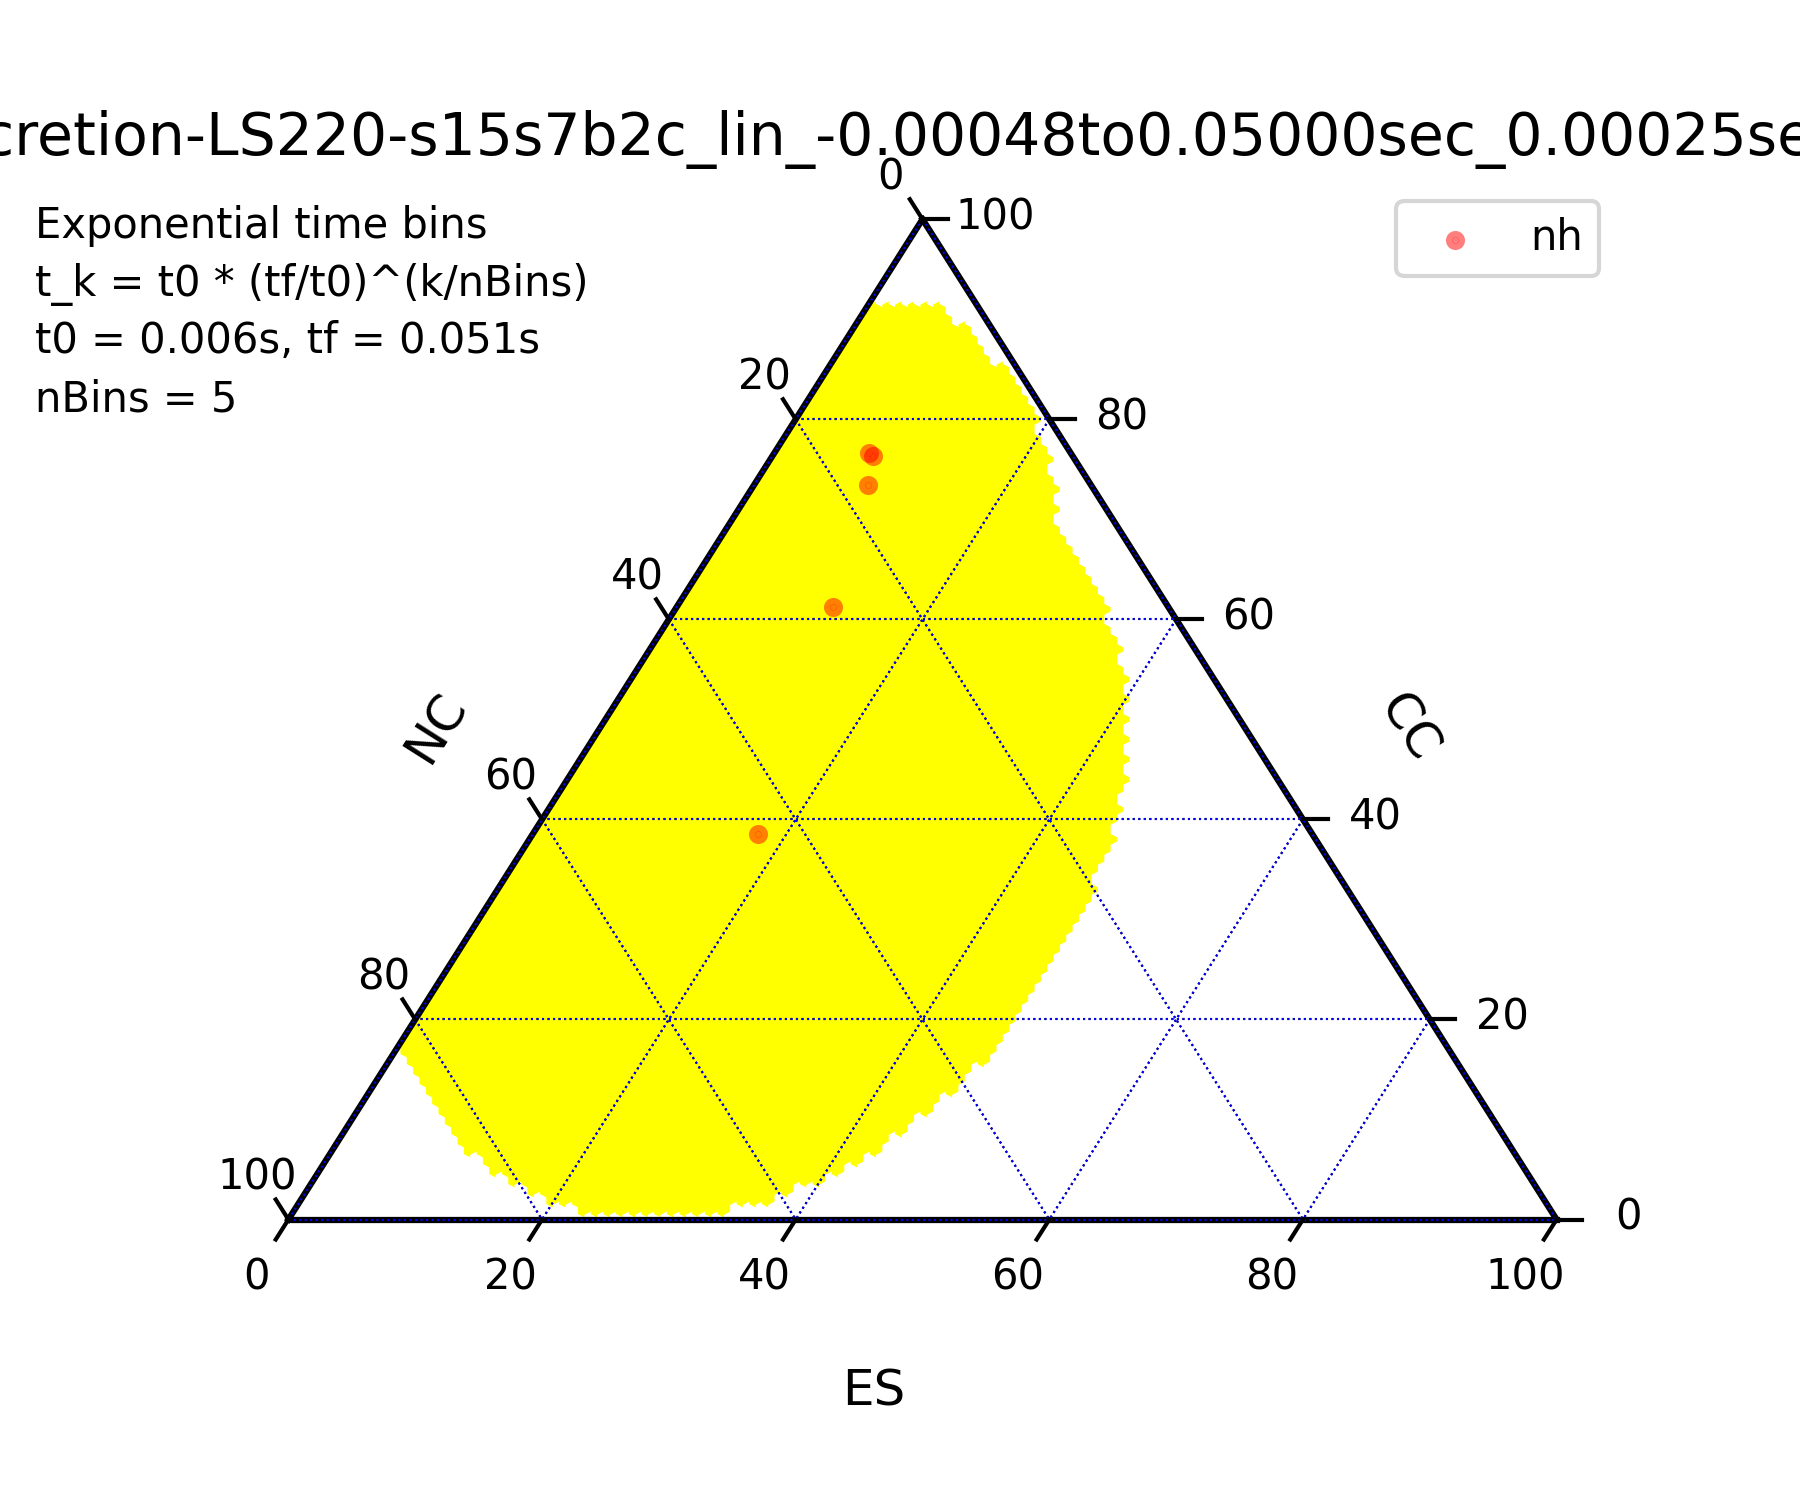 cretion-LS220-s15s7b2c_lin_-0.00048to0.05000sec_0.00025se
Exponential time bins
t_k = t0 * (tf/t0)^(k/nBins)
t0 = 0.006s, tf = 0.051s
nBins = 5
nh
0
100
20
80
40
60
NC
CC
60
40
80
20
100
0
0
20
40
60
80
100
ES